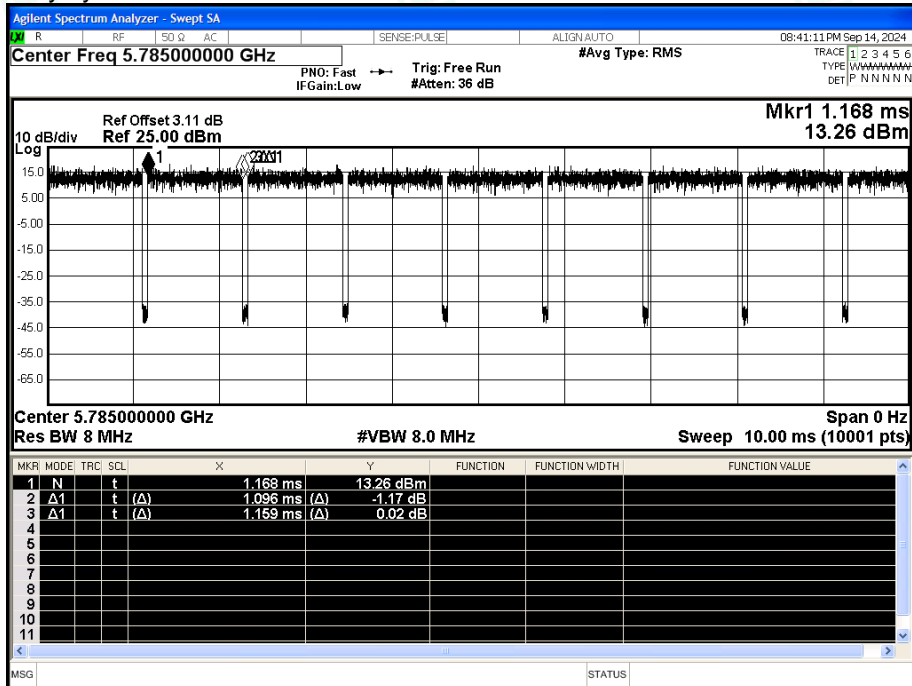 Agilent Spectrum Analyzer - Swept SA
LXI R RF 50 Ω AC SENSE:PULSE ALIGN AUTO 08:41:11 PM Sep 14, 2024
Center Freq 5.785000000 GHz #Avg Type: RMS TRACE 1 2 3 4 5 6
PNO: Fast Trig: Free Run TYPE
IFGain:Low #Atten: 36 dB DET P N N N N N
Mkr1 1.168 ms
Ref Offset 3.11 dB
10 dB/div Ref 25.00 dBm 13.26 dBm
Log
1
15.0
5.00
-5.00
-15.0
-25.0
-35.0
-45.0
-55.0
-65.0
Center 5.785000000 GHz Span 0 Hz
Res BW 8 MHz #VBW 8.0 MHz Sweep 10.00 ms (10001 pts)
MKR MODE TRC SCL X Y FUNCTION FUNCTION WIDTH FUNCTION VALUE
1 N t 1.168 ms 13.26 dBm
2 Δ1 t (Δ) 1.096 ms (Δ) -1.17 dB
3 Δ1 t (Δ) 1.159 ms (Δ) 0.02 dB
4
5
6
7
8
9
10
11
MSG STATUS